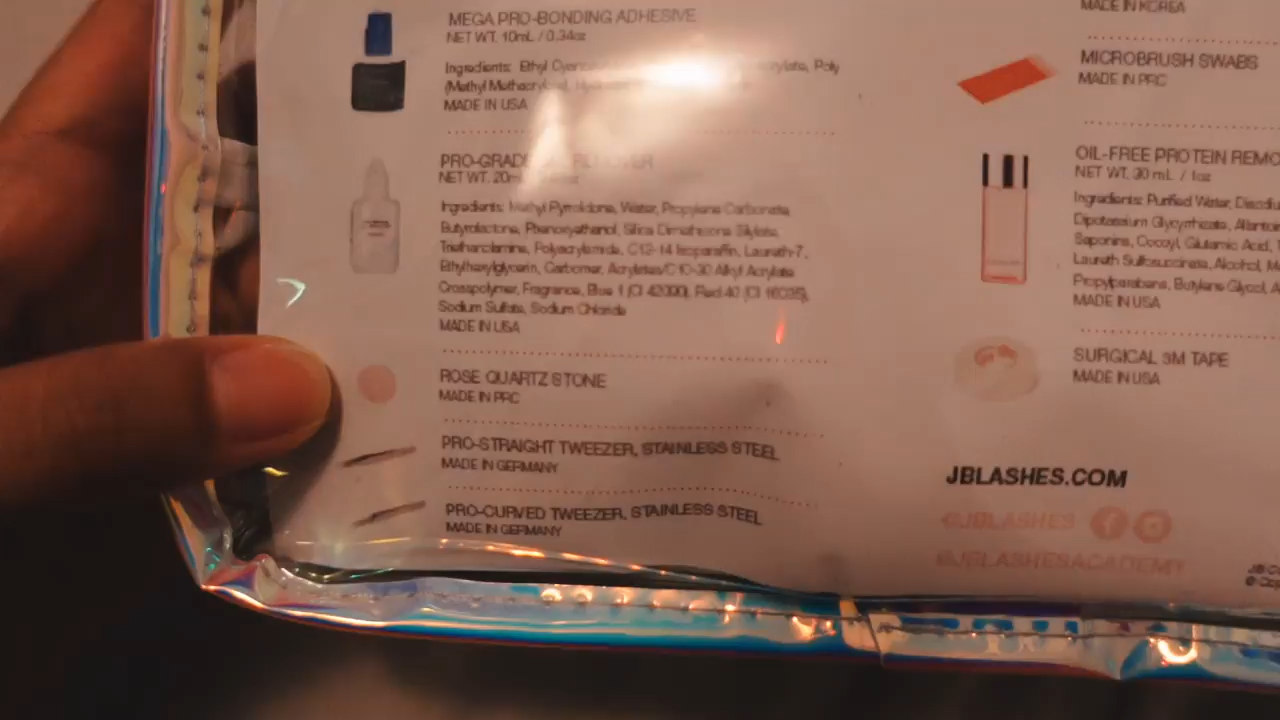 MEGA PRO-BONDING ADHESIVE
NET WT. 10mL / 0.34oz
Ingredients: Ethyl Poly
(Methyl
MADE IN USA
PRO-GRADE REMOVER
NET WT.
Ingredients: Methyl Pyrrolidone, Water, Propylene Carbonate,
Butyrolactone, Phenoxyethanol, Silica Dimethicone Silylate,
Triethanolamine, Polyacrylamide, C13-14 Isoparaffin, Laureth-7,
Ethylhexylglycerin, Carbomer, Acrylates/C 10-30 Alkyl Acrylate
Crosspolymer, Fragrance, Blue 1 (CI 42090), Red 40 (CI 16035),
Sodium Sulfate, Sodium Chloride
MADE IN USA
ROSE QUARTZ STONE
MADE IN PRC
PRO-STRAIGHT TWEEZER, STAINLESS STEEL
MADE IN GERMANY
PRO-CURVED TWEEZER, STAINLESS STEEL
MADE IN GERMANY
MADE IN KOREA
MICROBRUSH SWABS
MADE IN PRC
OIL-FREE PROTEIN REMO
NET WT. 30 mL / 1oz
Ingredients: Purified Water, Disodiu
Dipotassium Glycyrrhizate, Allantoin
Saponins, Cocoyl, Glutamic Acid,
Laureth Sulfosuccinate, Alcohol, M
Propylparabens, Butylene Glycol, A
MADE IN USA
SURGICAL 3M TAPE
MADE IN USA
JBLASHES.COM
@JBLASHES
@JBLASHESACADEMY